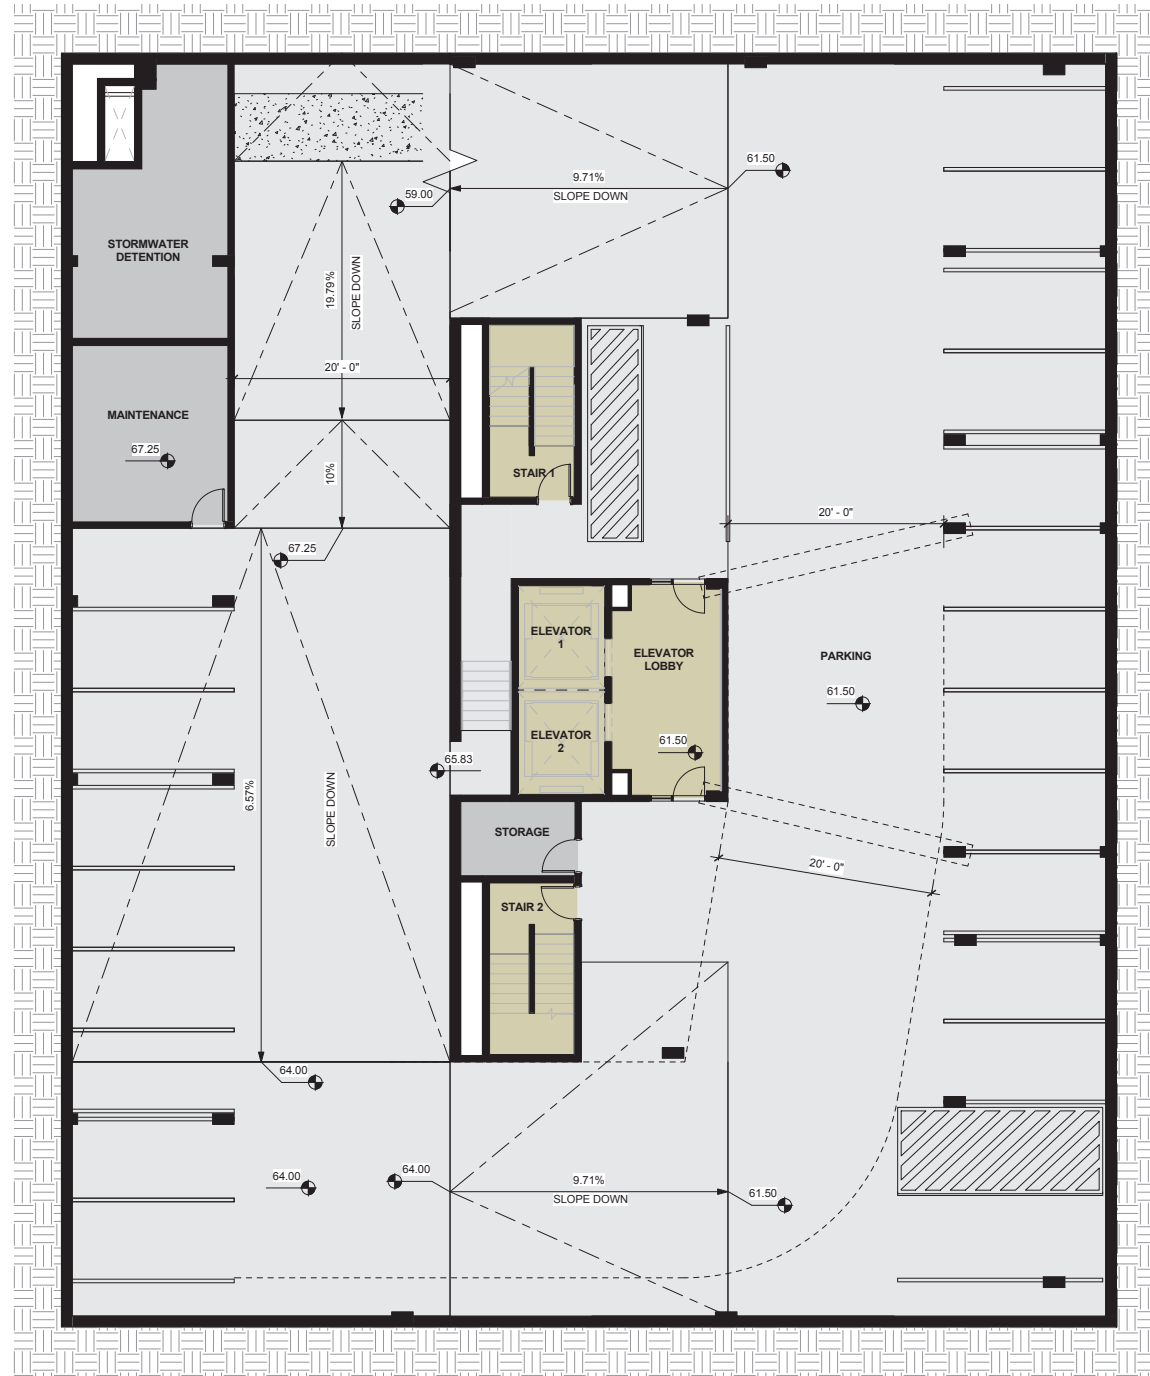 61.50
9.71%
SLOPE DOWN
59.00
STORMWATER
DETENTION
19.79%
SLOPE DOWN
20' - 0"
MAINTENANCE
67.25
10%
STAIR 1
20' - 0"
67.25
ELEVATOR
1
ELEVATOR
LOBBY
PARKING
61.50
ELEVATOR
2
61.50
65.83
6.57%
SLOPE DOWN
STORAGE
20' - 0"
STAIR 2
64.00
64.00
64.00
9.71%
SLOPE DOWN
61.50